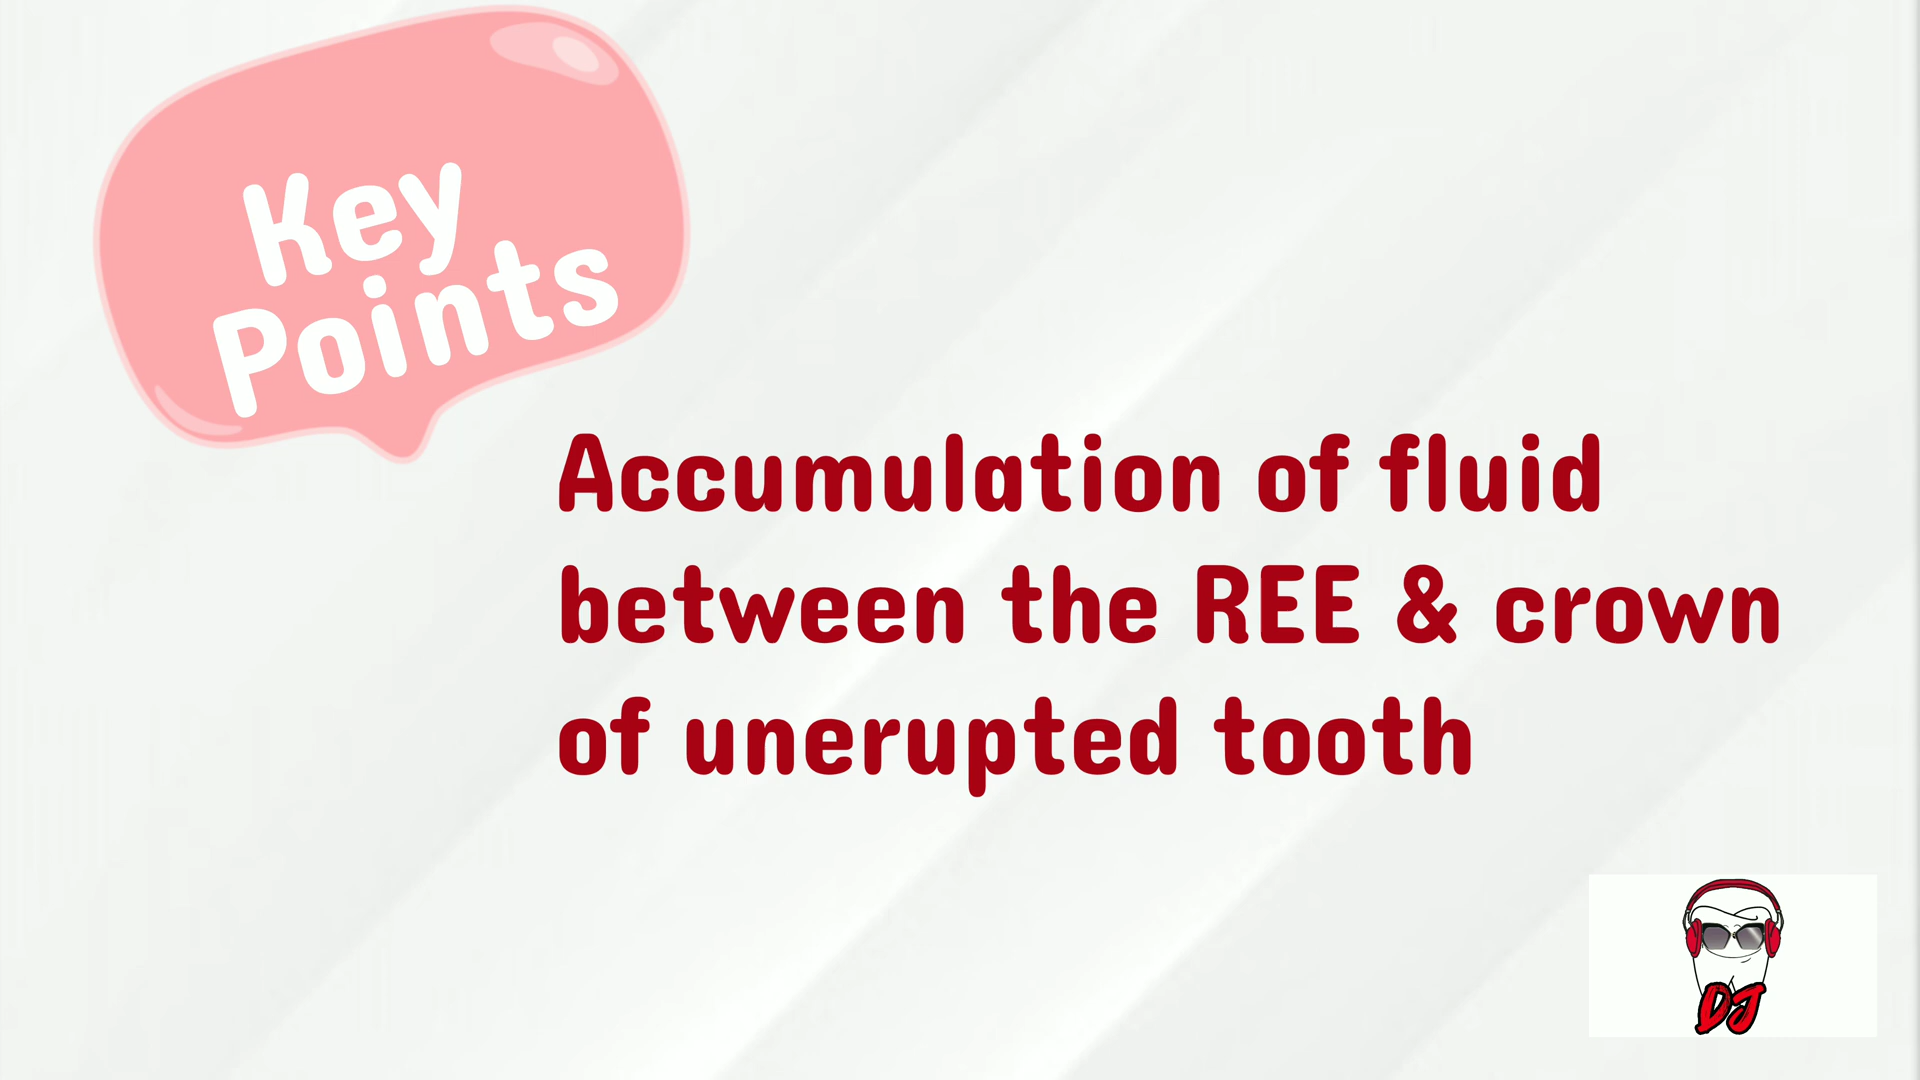 Key
Points
Accumulation of fluid
between the REE & crown
of unerupted tooth
DJ